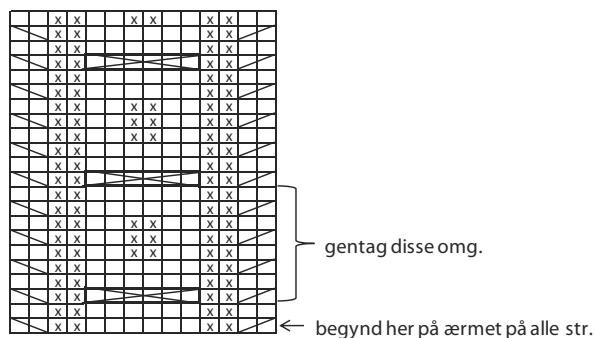 gentag disse omg.
begynd her på ærmet på alle str.